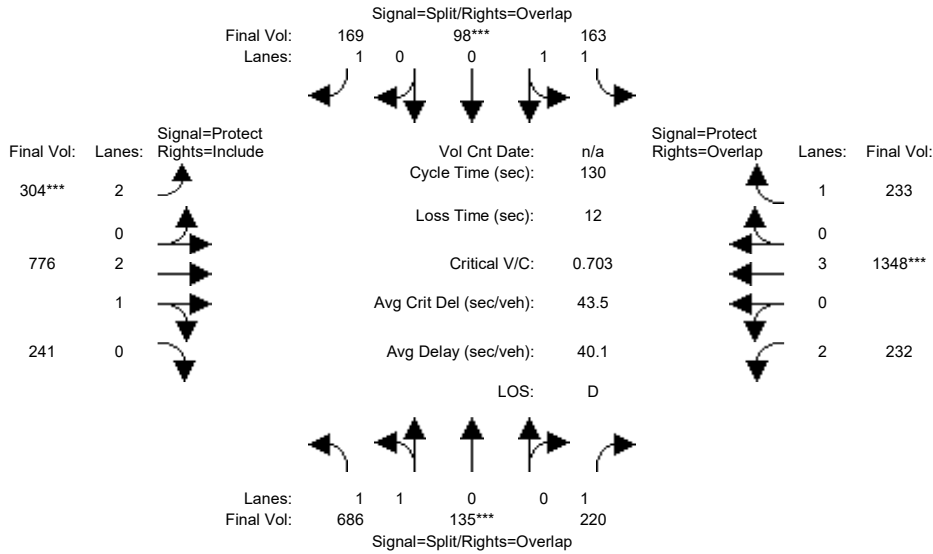 Signal=Split/Rights=Overlap
Final Vol: 169 98*** 163
Lanes: 1 0 0 1 1
Signal=Protect Signal=Protect
Final Vol: Lanes: Rights=Include Vol Cnt Date: n/a Rights=Overlap Lanes: Final Vol:
Cycle Time (sec): 130
304*** 2 1 233
Loss Time (sec): 12
0 0
776 2 Critical V/C: 0.703 3 1348***
1 Avg Crit Del (sec/veh): 43.5 0
241 0 Avg Delay (sec/veh): 40.1 2 232
LOS: D
Lanes: 1 1 0 0 1
Final Vol: 686 135*** 220
Signal=Split/Rights=Overlap